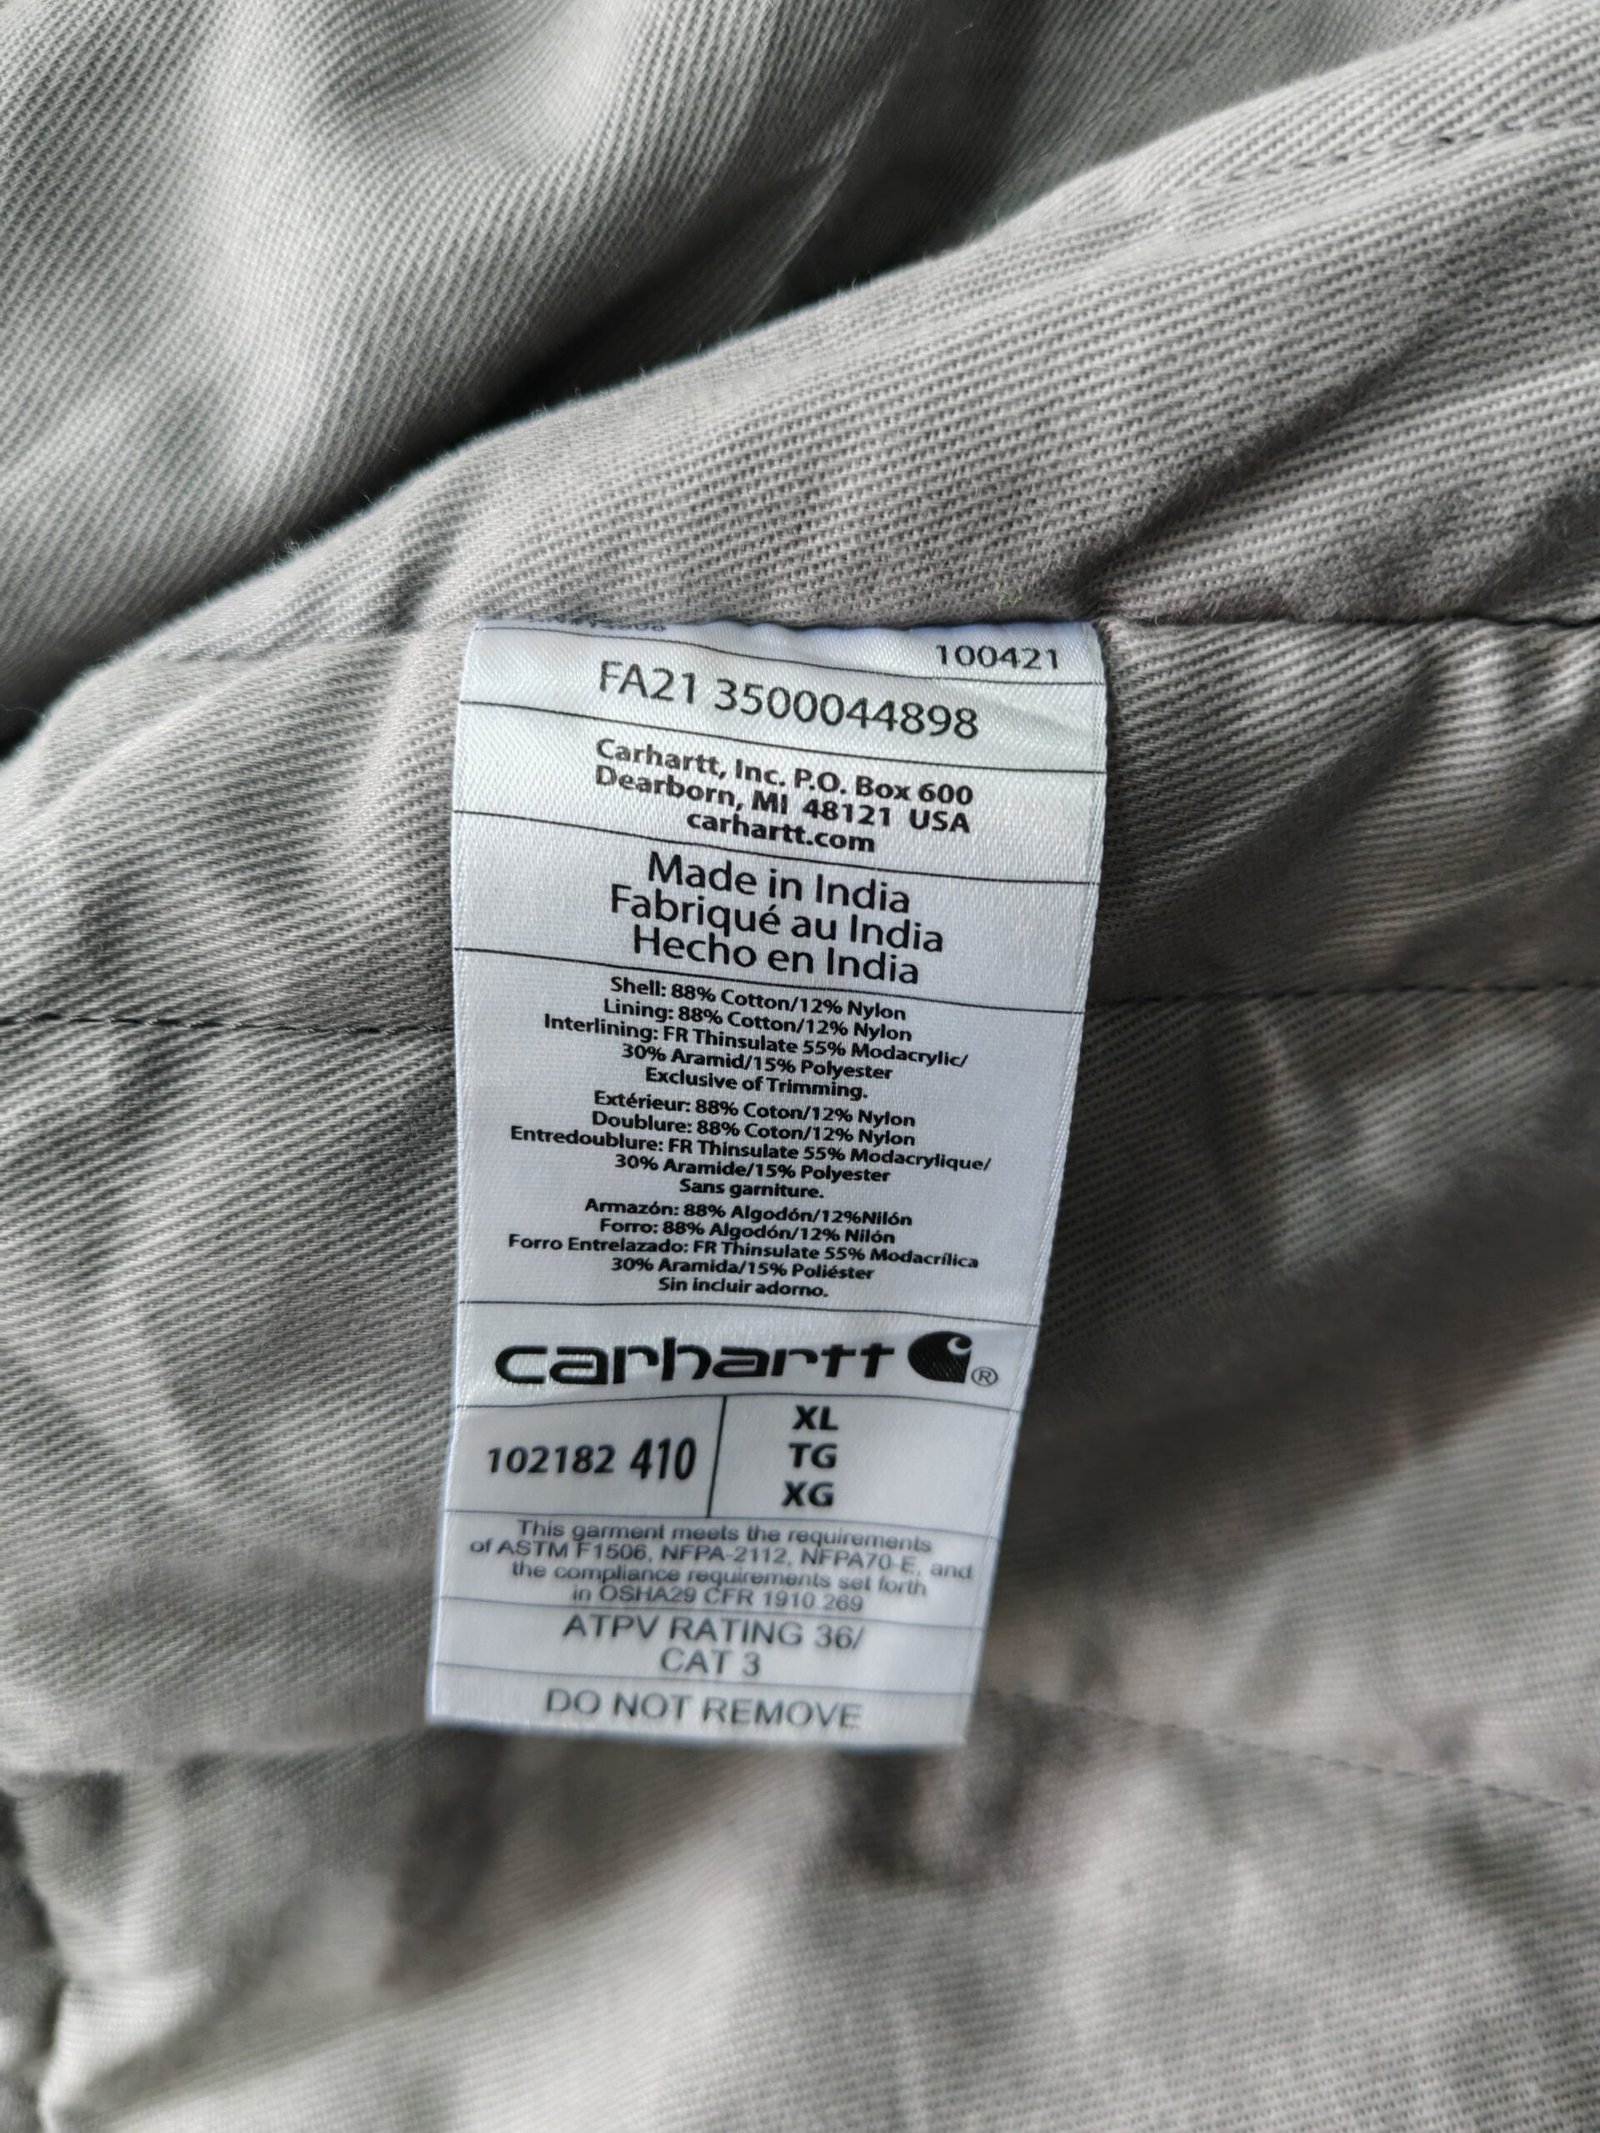 100421
FA21 3500044898
Carhartt, Inc. P.O. Box 600
Dearborn, MI 48121 USA
carhartt.com
Made in India
Fabriqué au India
Hecho en India
Shell: 88% Cotton/12% Nylon
Lining: 88% Cotton/12% Nylon
Interlining: FR Thinsulate 55% Modacrylic/
30% Aramid/15% Polyester
Exclusive of Trimming.
Extérieur: 88% Coton/12% Nylon
Doublure: 88% Coton/12% Nylon
Entredoublure: FR Thinsulate 55% Modacrylique/
30% Aramide/15% Polyester
Sans garniture.
Armazón: 88% Algodón/12%Nilón
Forro: 88% Algodón/12% Nilón
Forro Entrelazado: FR Thinsulate 55% Modacrílica
30% Aramida/15% Poliéster
Sin incluir adorno.
carhartt ®
102182 410
XL
TG
XG
This garment meets the requirements
of ASTM F1506, NFPA-2112, NFPA70-E, and
the compliance requirements set forth
in OSHA29 CFR 1910.269
ATPV RATING 36/
CAT 3
DO NOT REMOVE